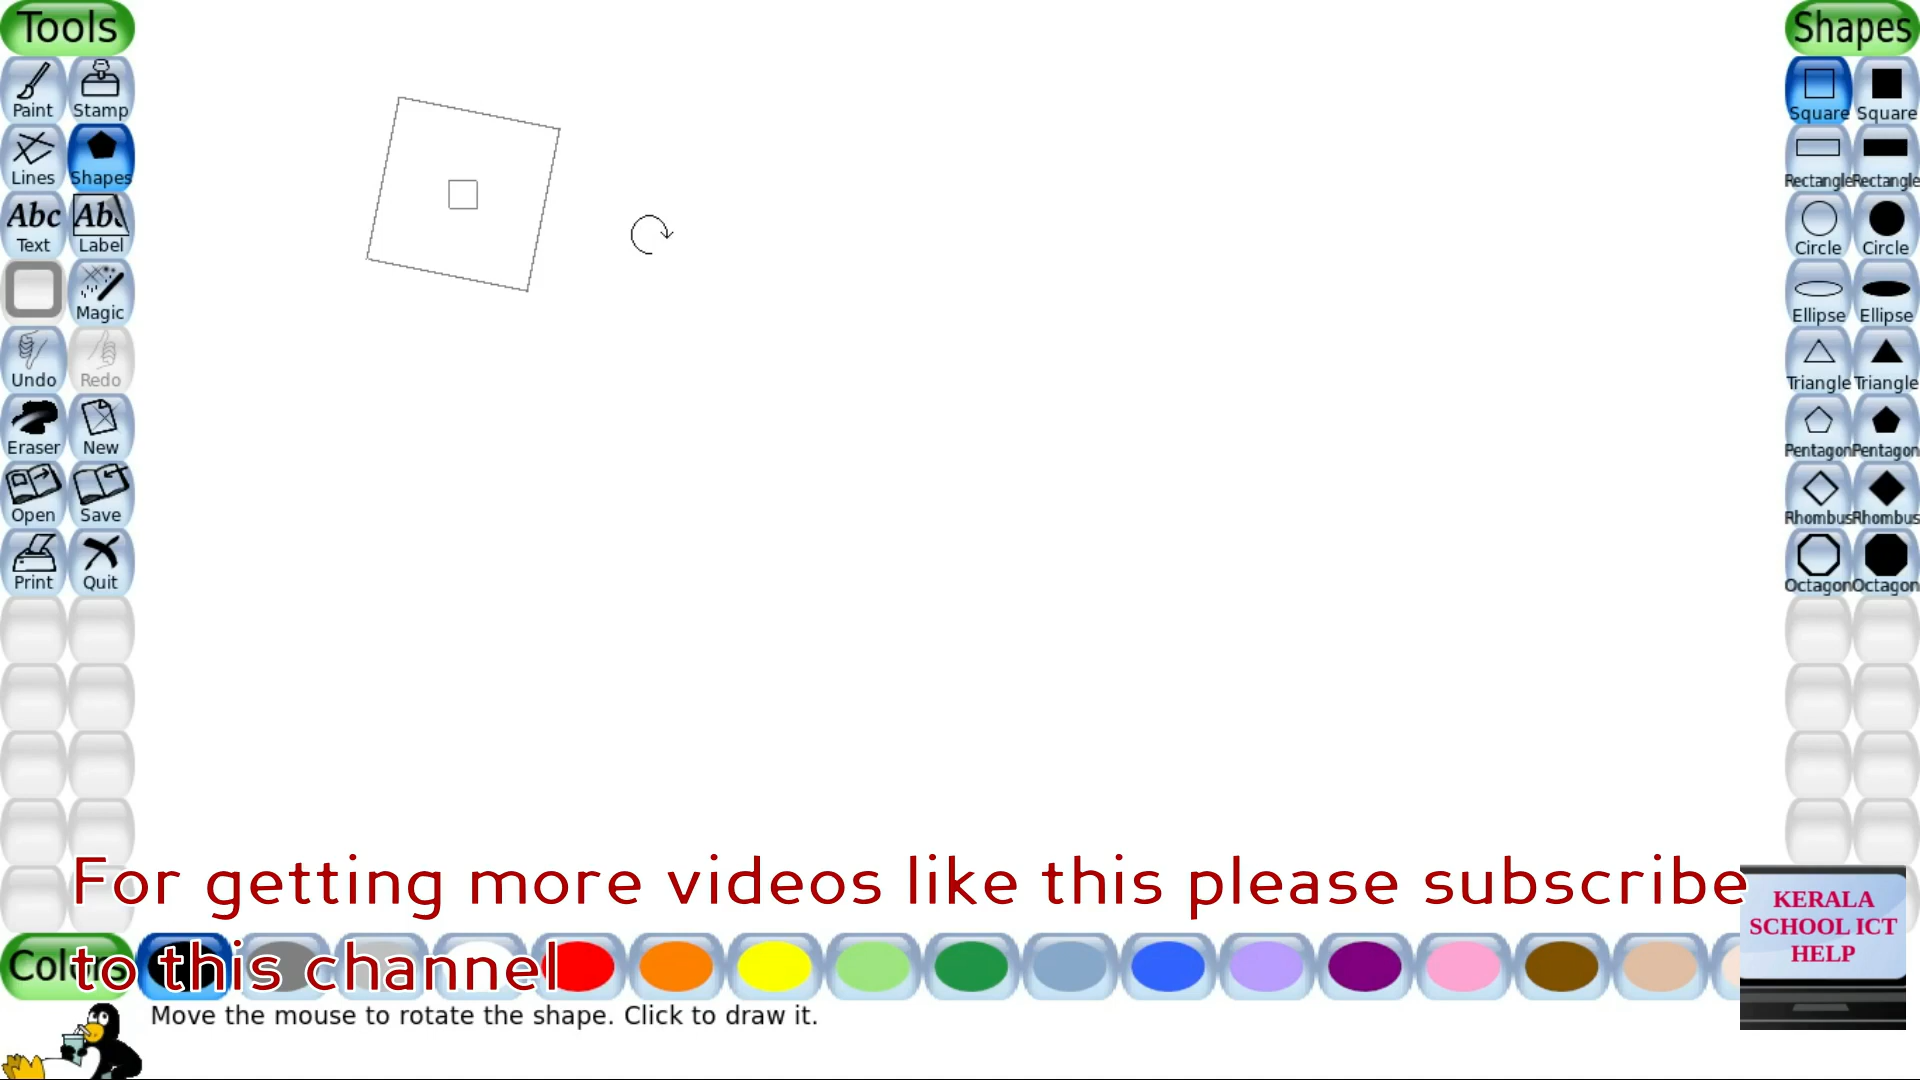 Tools
Shapes
Paint Stamp
Square Square
Lines Shapes
Rectangle Rectangle
Abc Abc
Text Label
Circle Circle
Magic
Ellipse Ellipse
Undo Redo
Triangle Triangle
Eraser New
Pentagon Pentagon
Open Save
Rhombus Rhombus
Print Quit
Octagon Octagon
For getting more videos like this please subscribe
to this channel
KERALA
SCHOOL ICT
HELP
Colors
Move the mouse to rotate the shape. Click to draw it.